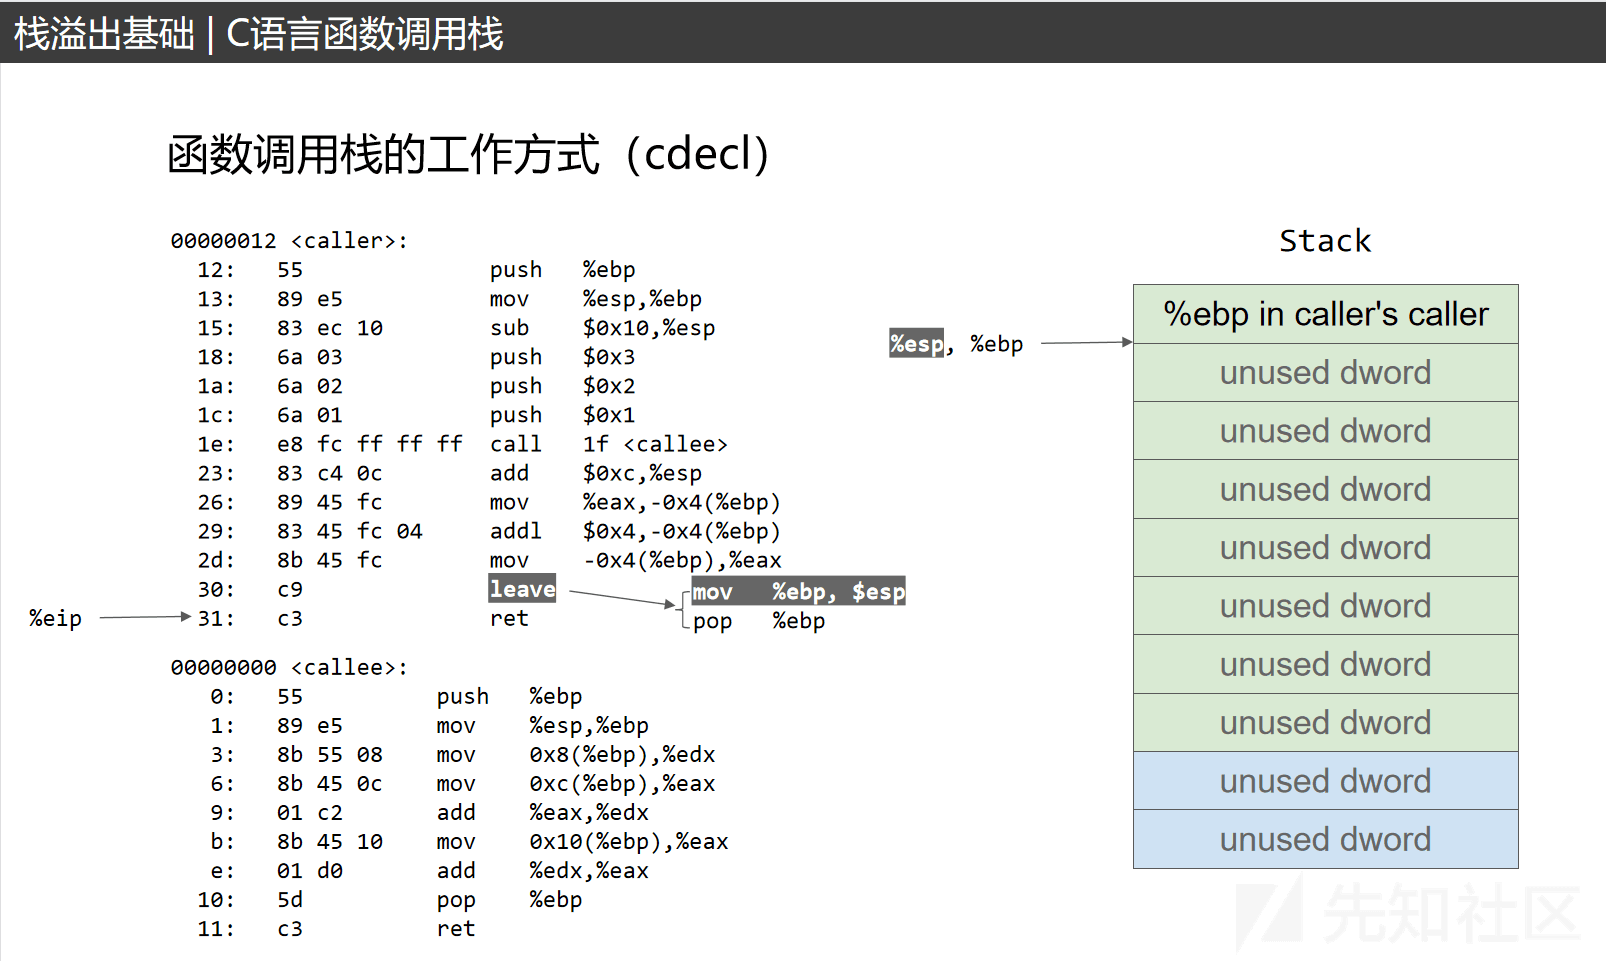 栈溢出基础 | C语言函数调用栈
函数调用栈的工作方式（cdecl）
00000012 <caller>:
12: 55 push %ebp
13: 89 e5 mov %esp,%ebp
15: 83 ec 10 sub $0x10,%esp
18: 6a 03 push $0x3
1a: 6a 02 push $0x2
1c: 6a 01 push $0x1
1e: e8 fc ff ff ff call 1f <callee>
23: 83 c4 0c add $0xc,%esp
26: 89 45 fc mov %eax,-0x4(%ebp)
29: 83 45 fc 04 addl $0x4,-0x4(%ebp)
2d: 8b 45 fc mov -0x4(%ebp),%eax
30: c9 leave
mov %ebp, $esp
%eip
31: c3 ret
pop %ebp
00000000 <callee>:
0: 55 push %ebp
1: 89 e5 mov %esp,%ebp
3: 8b 55 08 mov 0x8(%ebp),%edx
6: 8b 45 0c mov 0xc(%ebp),%eax
9: 01 c2 add %eax,%edx
b: 8b 45 10 mov 0x10(%ebp),%eax
e: 01 d0 add %edx,%eax
10: 5d pop %ebp
11: c3 ret
Stack
%esp, %ebp
%ebp in caller's caller
unused dword
unused dword
unused dword
unused dword
unused dword
unused dword
unused dword
unused dword
unused dword
先知社区